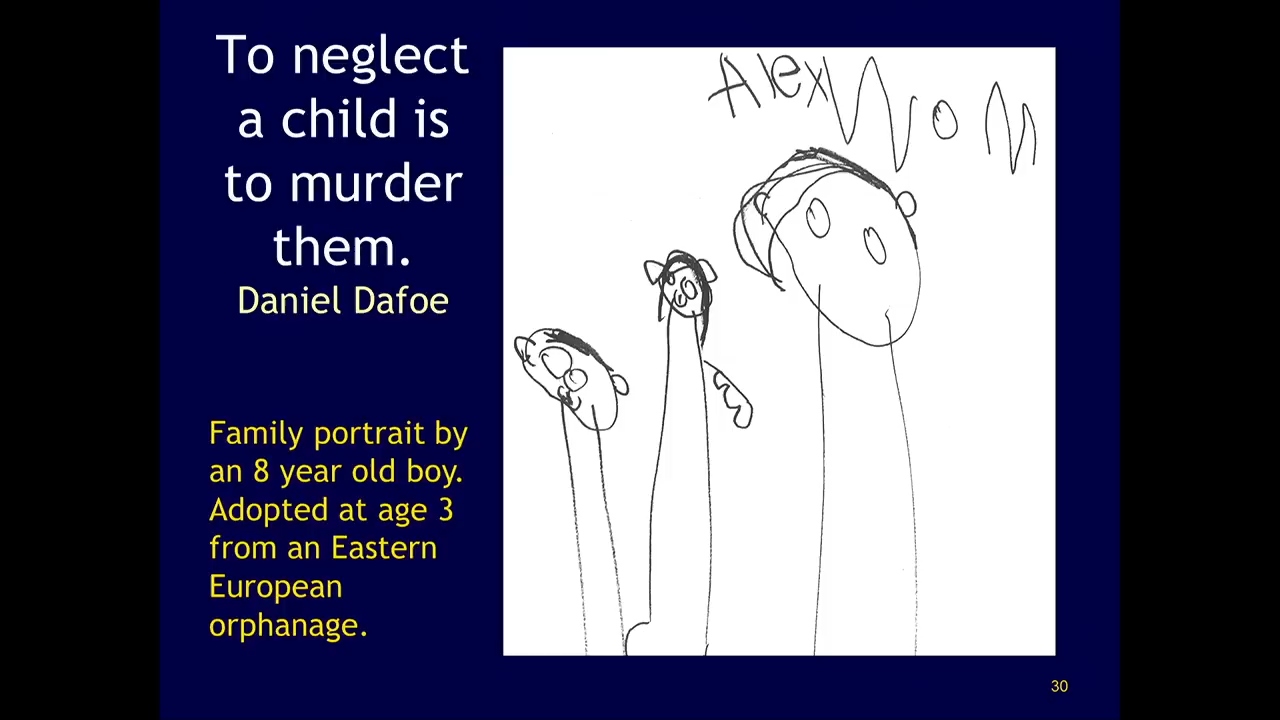 To neglect
a child is
to murder
them.
Daniel Dafoe
Family portrait by
an 8 year old boy.
Adopted at age 3
from an Eastern
European
orphanage.
Alex Mom
30